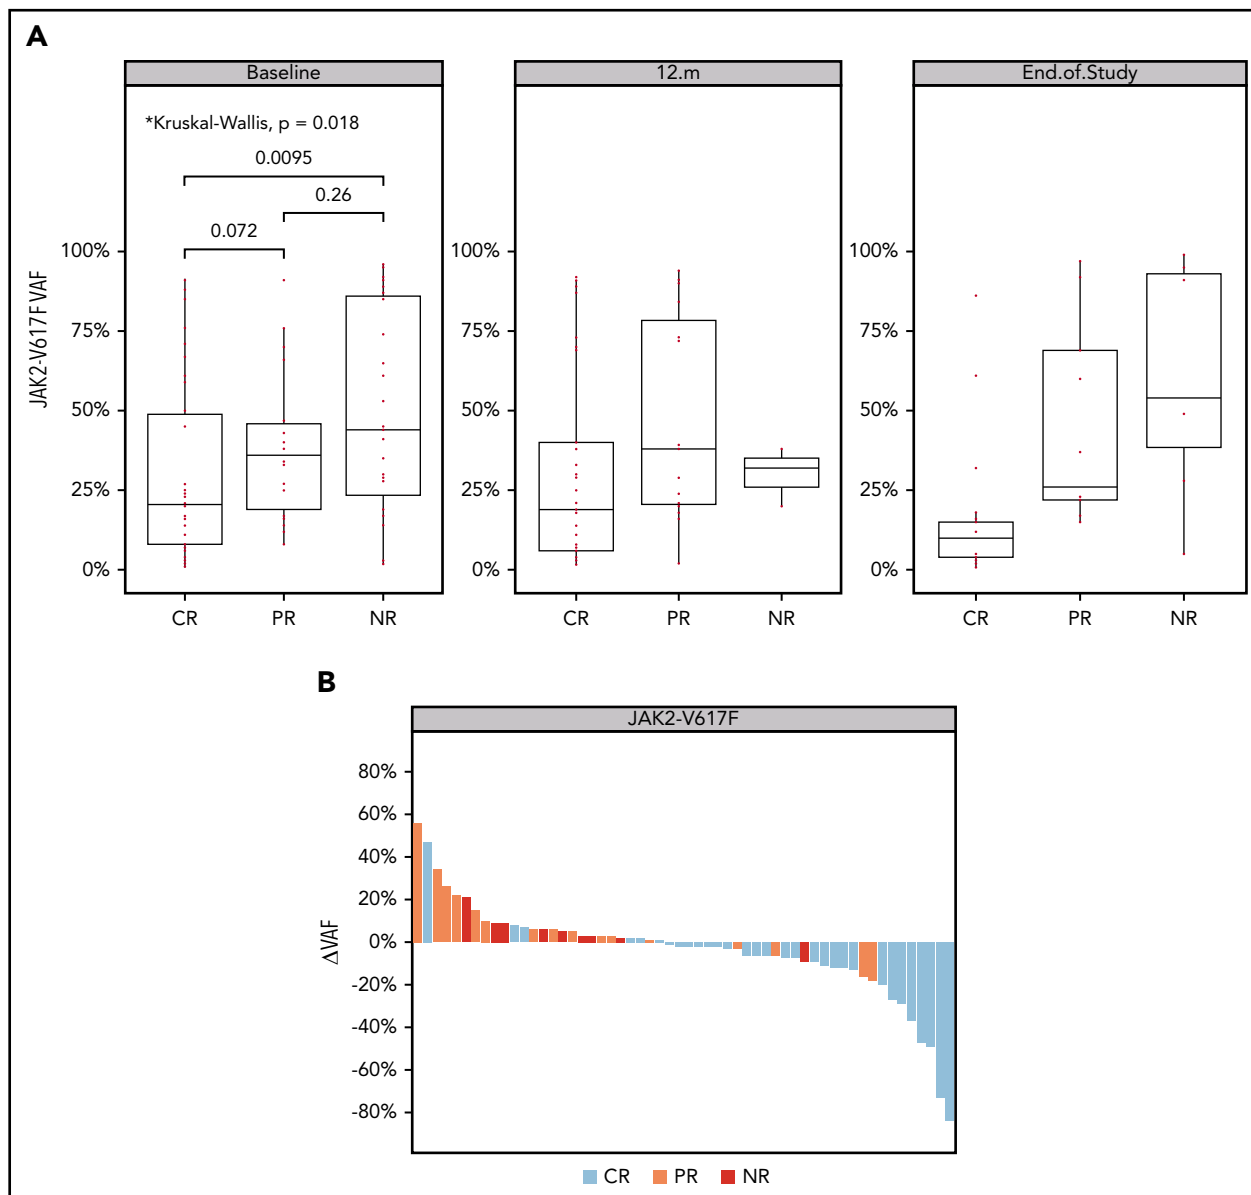 A
Baseline
12.m
End.of.Study
*Kruskal-Wallis, p = 0.018
0.0095
0.26
0.072
JAK2-V617F VAF
100%
75%
50%
25%
0%
CR
PR
NR
100%
75%
50%
25%
0%
CR
PR
NR
100%
75%
50%
25%
0%
CR
PR
NR
B
JAK2-V617F
ΔVAF
80%
60%
40%
20%
0%
-20%
-40%
-60%
-80%
CR PR NR